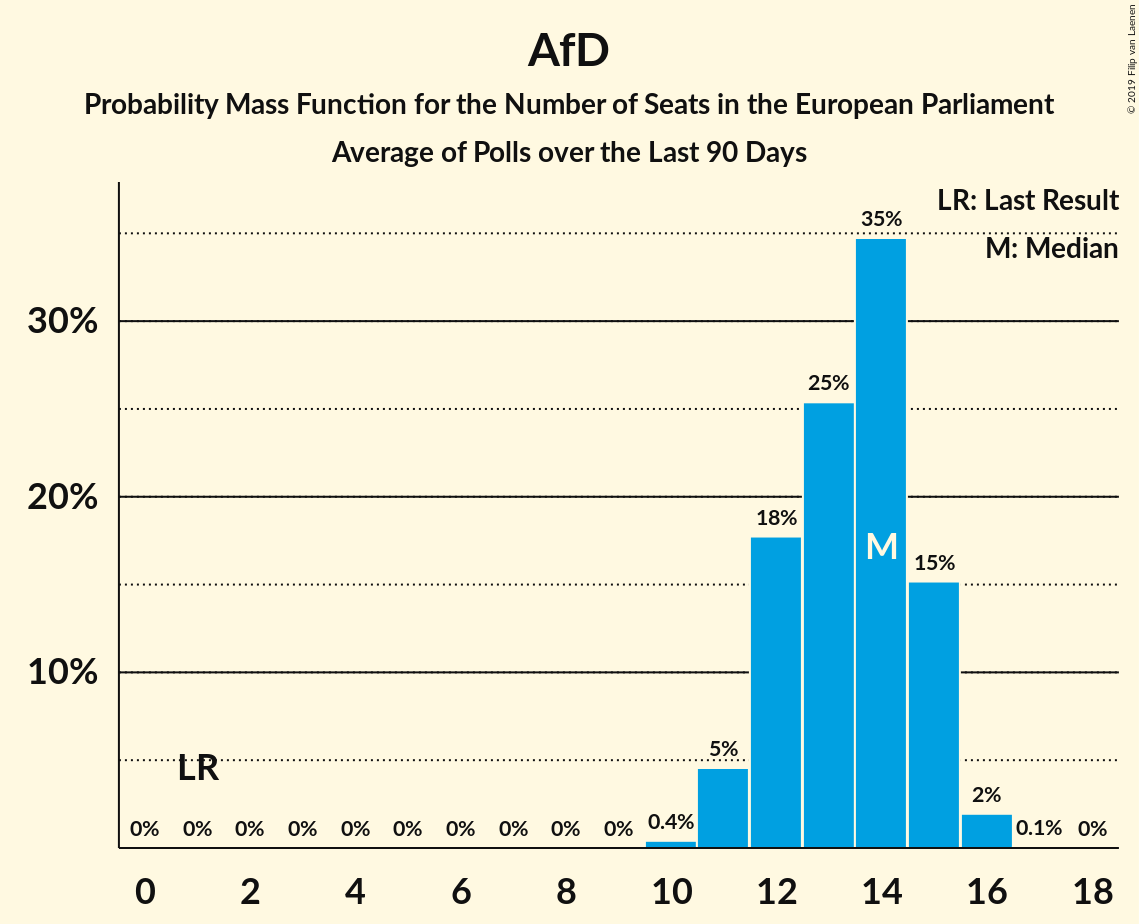 AfD
Probability Mass Function for the Number of Seats in the European Parliament
Average of Polls over the Last 90 Days
© 2019 Filip van Laenen
LR: Last Result
M: Median
35%
30%
25%
20%
18%
M
15%
10%
5%
LR
2%
0% 0% 0% 0% 0% 0% 0% 0% 0% 0% 0.4% 0.1% 0%
0 2 4 6 8 10 12 14 16 18